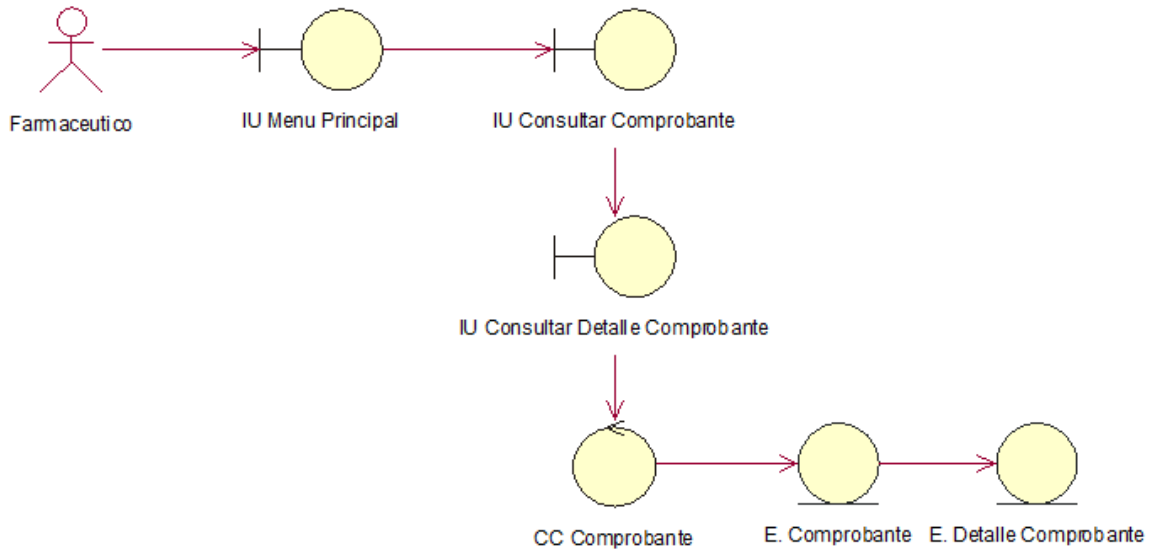 Farmaceutico
IU Menu Principal
IU Consultar Comprobante
IU Consultar Detalle Comprobante
CC Comprobante
E. Comprobante
E. Detalle Comprobante